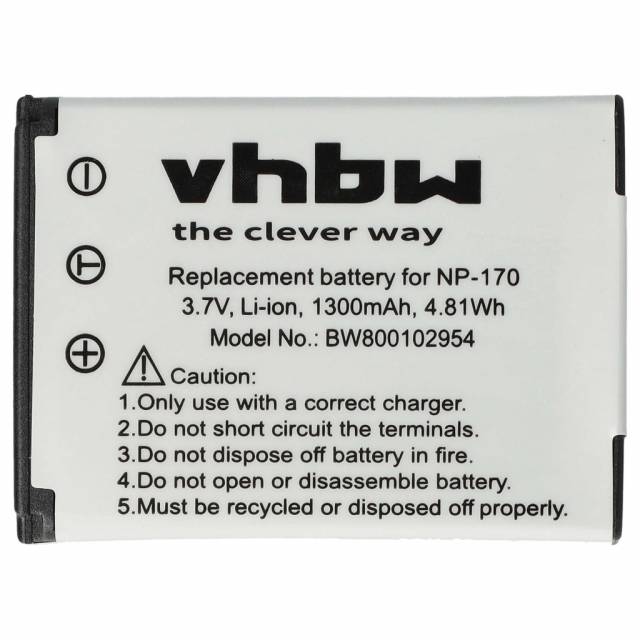 vhbw
the clever way
Replacement battery for NP-170
3.7V, Li-ion, 1300mAh, 4.81Wh
Model No.: BW800102954
Caution:
1.Only use with a correct charger.
2.Do not short circuit the terminals.
3.Do not dispose off battery in fire.
4.Do not open or disassemble battery.
5.Must be recycled or disposed off properly.